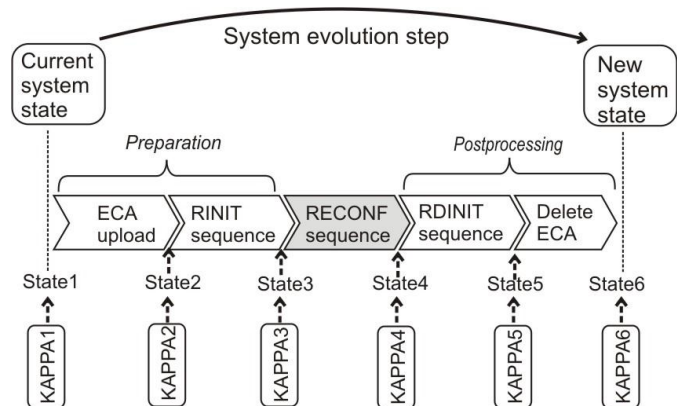 System evolution step
Current
system
state
New
system
state
Preparation
Postprocessing
ECA
upload
RINIT
sequence
RECONF
sequence
RDINIT
sequence
Delete
ECA
State1
State2
State3
State4
State5
State6
KAPPA1
KAPPA2
KAPPA3
KAPPA4
KAPPA5
KAPPA6